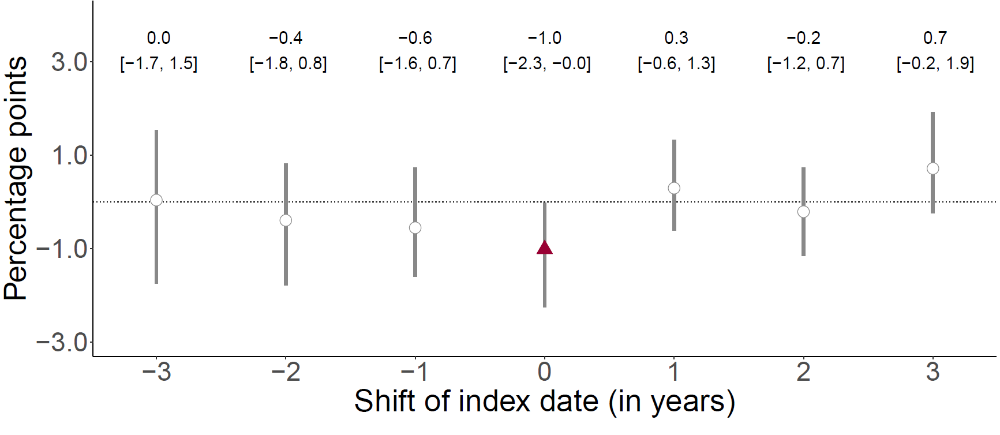 0.0 −0.4 −0.6 −1.0 0.3 −0.2 0.7
[−1.7, 1.5] [−1.8, 0.8] [−1.6, 0.7] [−2.3, −0.0] [−0.6, 1.3] [−1.2, 0.7] [−0.2, 1.9]
Percentage points
3.0
1.0
−1.0
−3.0
−3 −2 −1 0 1 2 3
Shift of index date (in years)